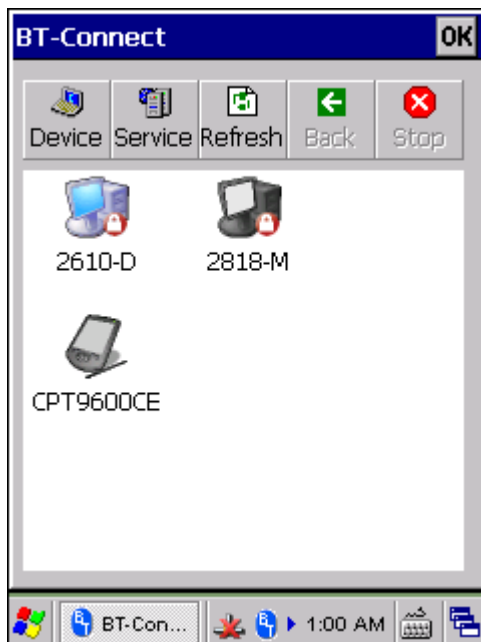 BT-Connect OK
Device Service Refresh Back Stop
2610-D 2818-M
CPT9600CE
BT-Con... 1:00 AM